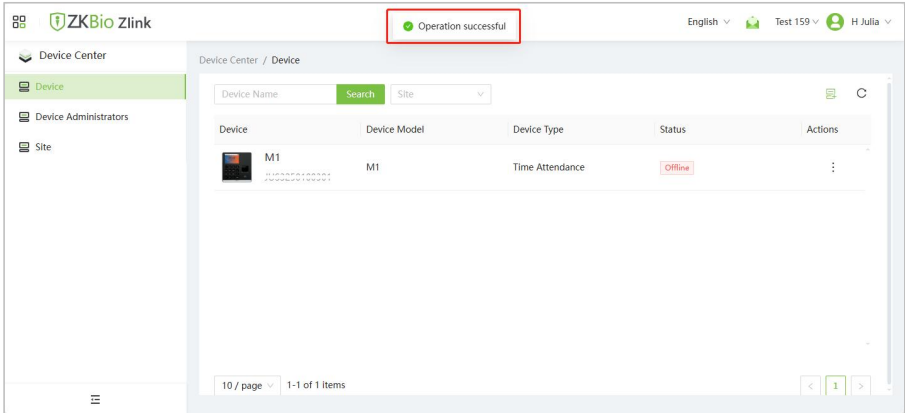 ZKBio Zlink
Operation successful
English
Test 159
H Julia
Device Center
Device Center / Device
Device
Device Administrators
Site
Device Name
Search
Site
Device Device Model Device Type Status Actions
M1
M1 Time Attendance Offline
10 / page 1-1 of 1 items
1